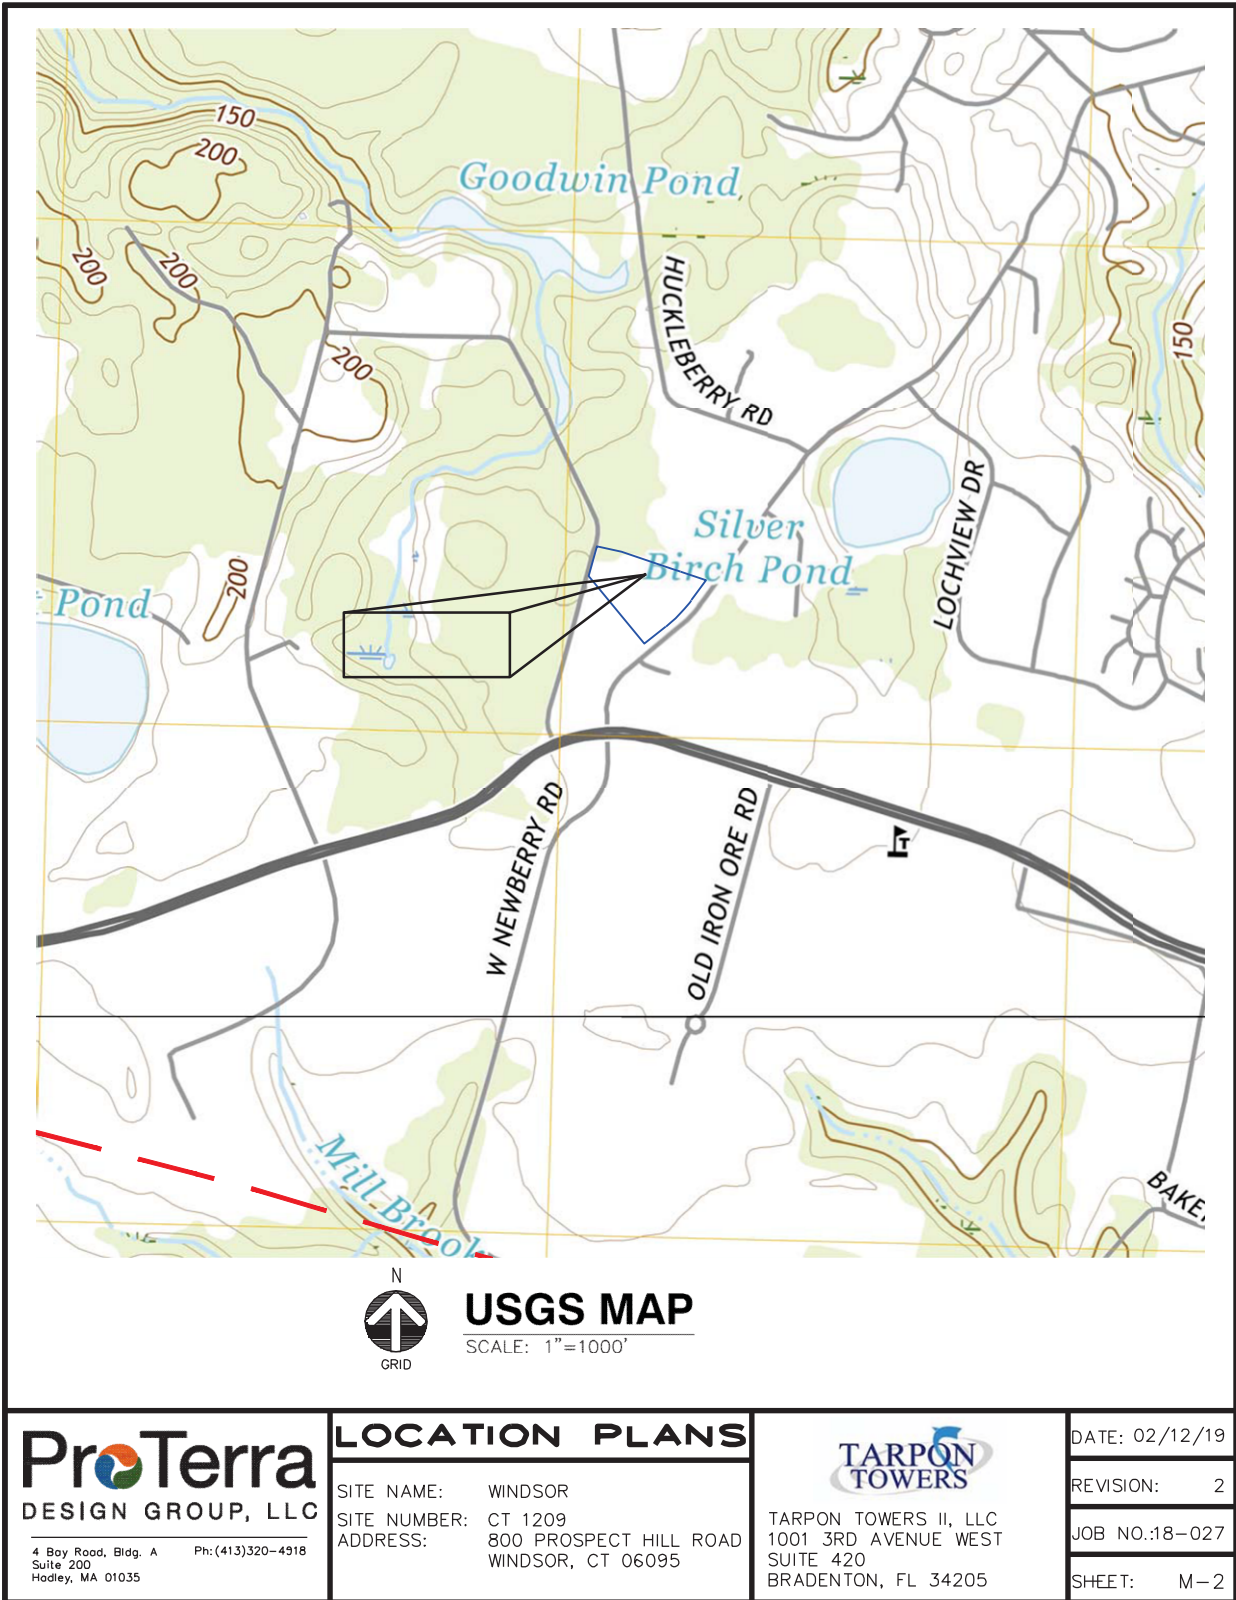 150
200
Goodwin Pond
200
200
HUCKLEBERRY RD
150
200
LOCHVIEW DR
Silver
Birch Pond
200
Pond
W NEWBERRY RD
OLD IRON ORE RD
T
Mill Brook
N
GRID
USGS MAP
SCALE: 1"=1000'
ProTerra
DESIGN GROUP, LLC
4 Bay Road, Bldg. A Ph:(413)320-4918
Suite 200
Hadley, MA 01035
LOCATION PLANS
SITE NAME: WINDSOR
SITE NUMBER: CT 1209
ADDRESS: 800 PROSPECT HILL ROAD
WINDSOR, CT 06095
TARPON
TOWERS
TARPON TOWERS II, LLC
1001 3RD AVENUE WEST
SUITE 420
BRADENTON, FL 34205
DATE: 02/12/19
REVISION: 2
JOB NO.:18-027
SHEET: M-2